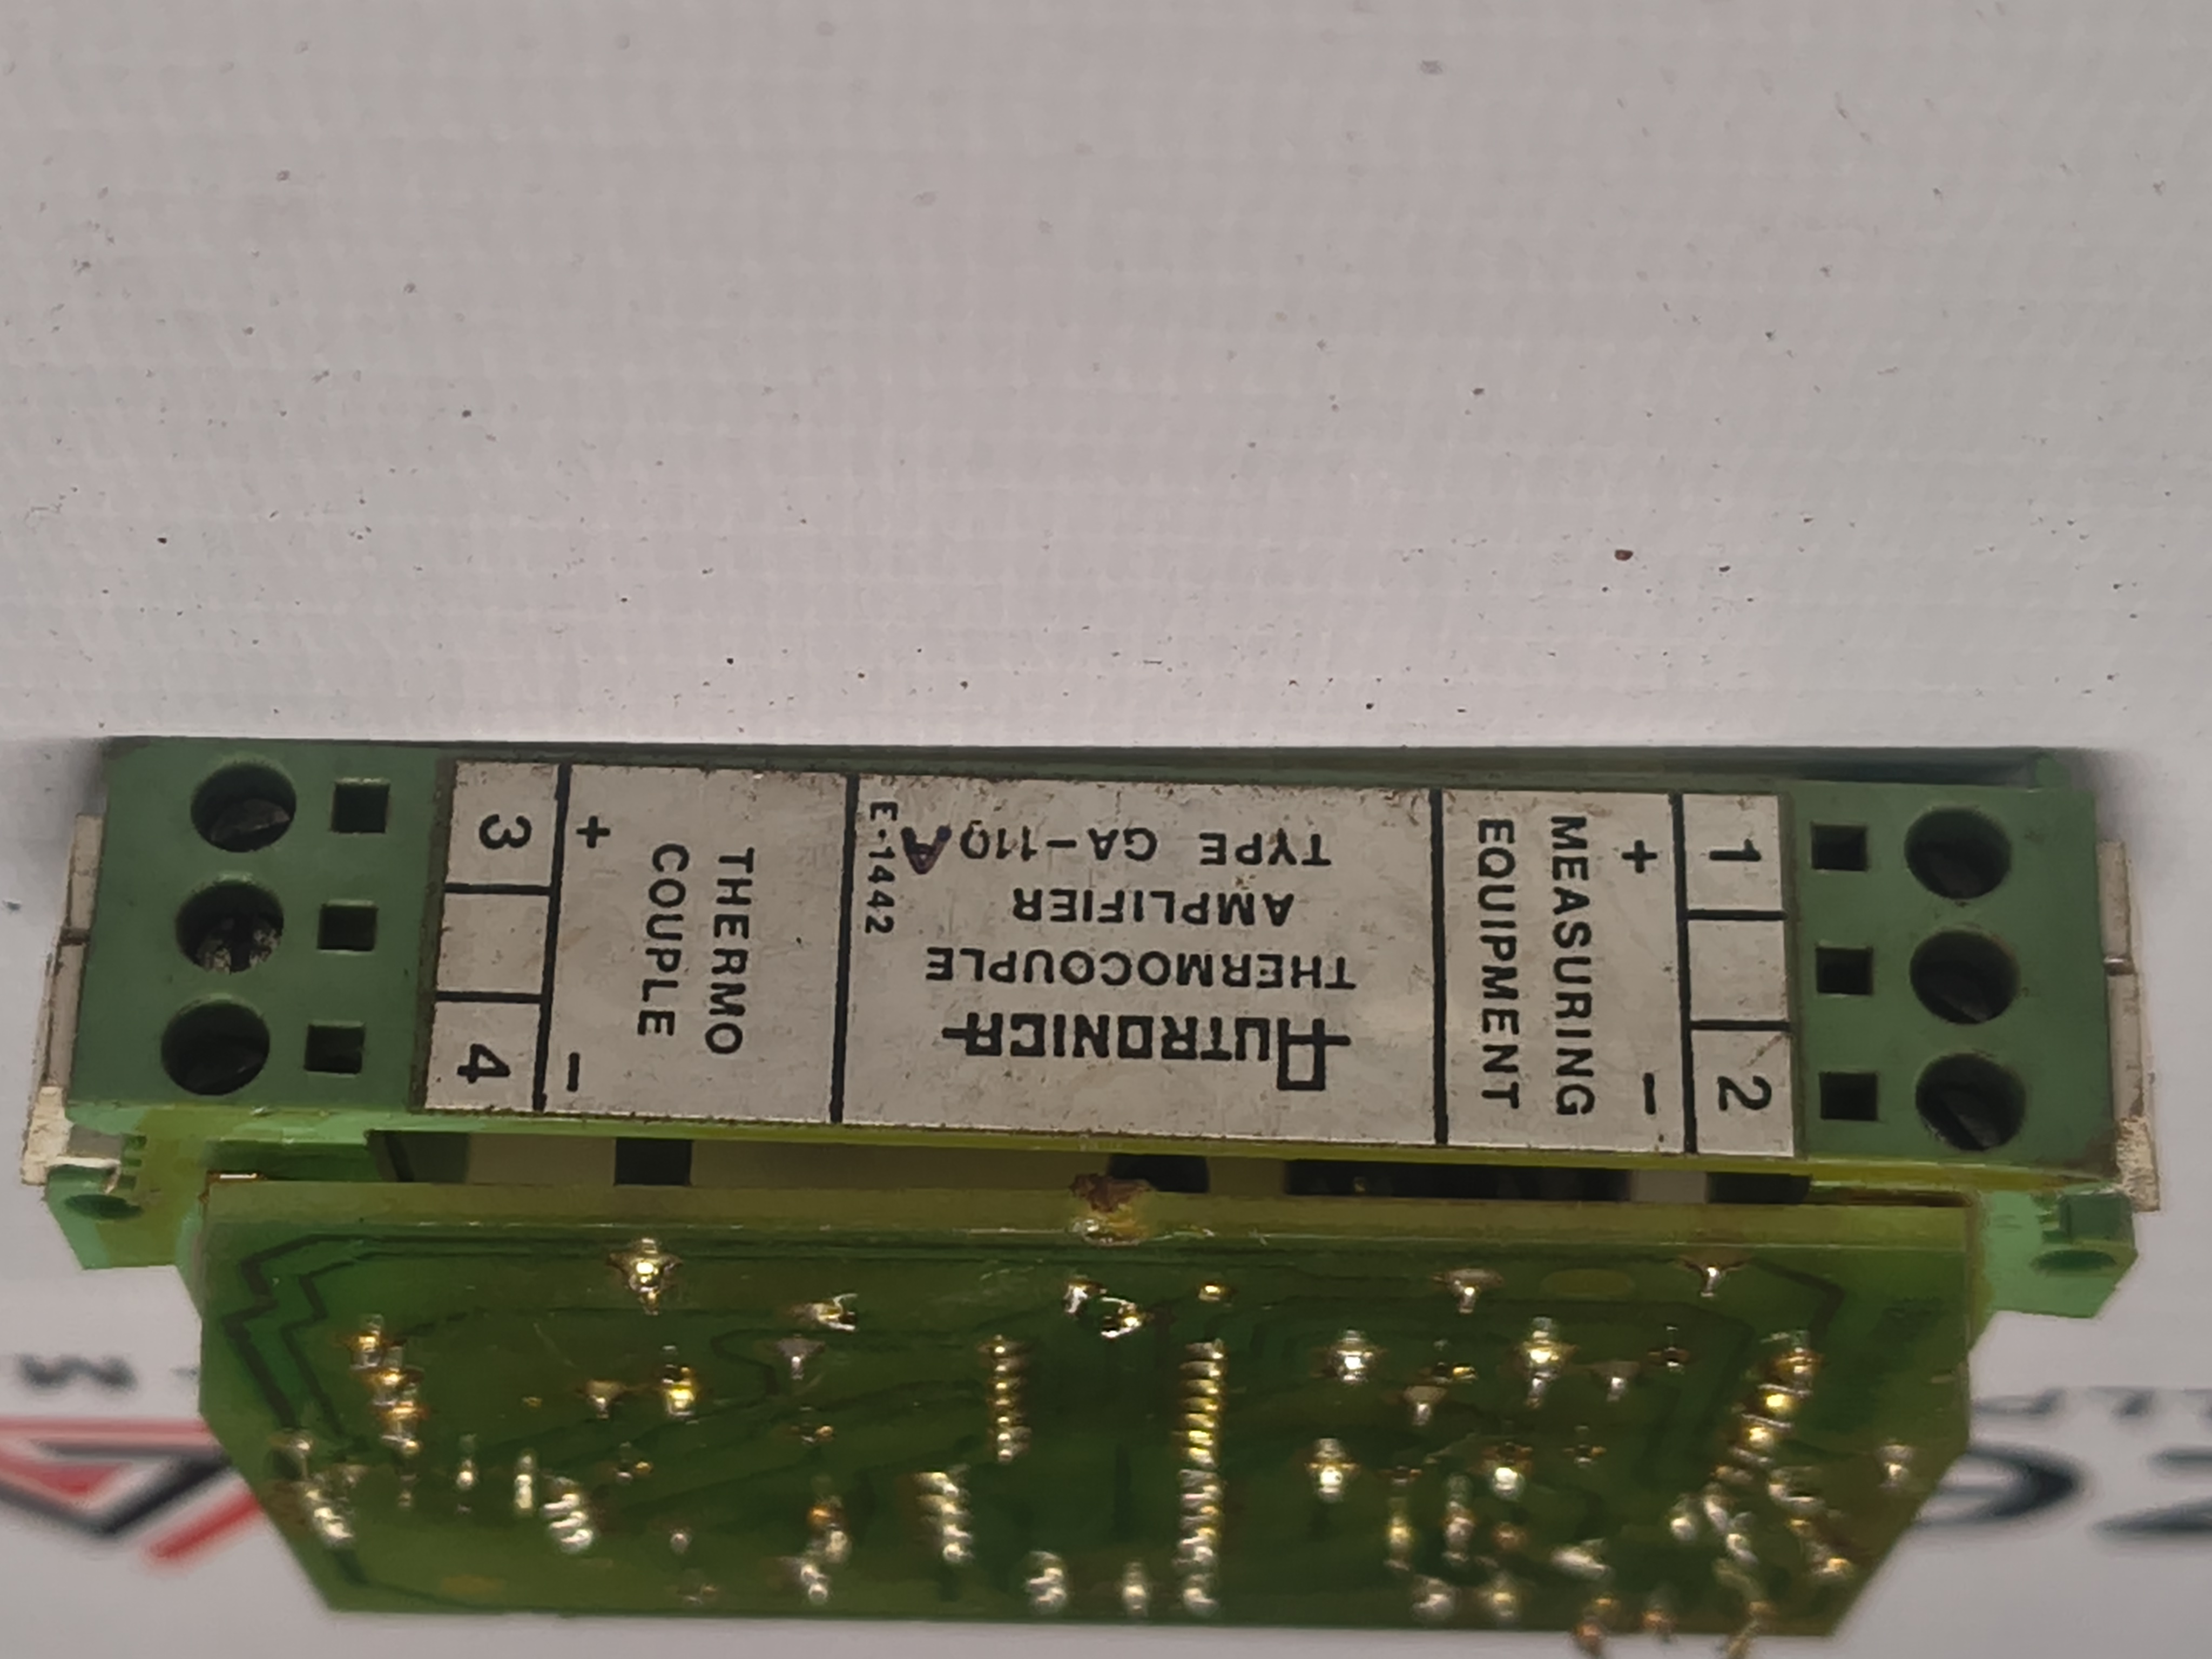 AUTRONICA
THERMOCOUPLE
AMPLIFIER
TYPE GA-110A
E-1442
MEASURING
EQUIPMENT
+
-
1
2
THERMO
COUPLE
+
-
3
4